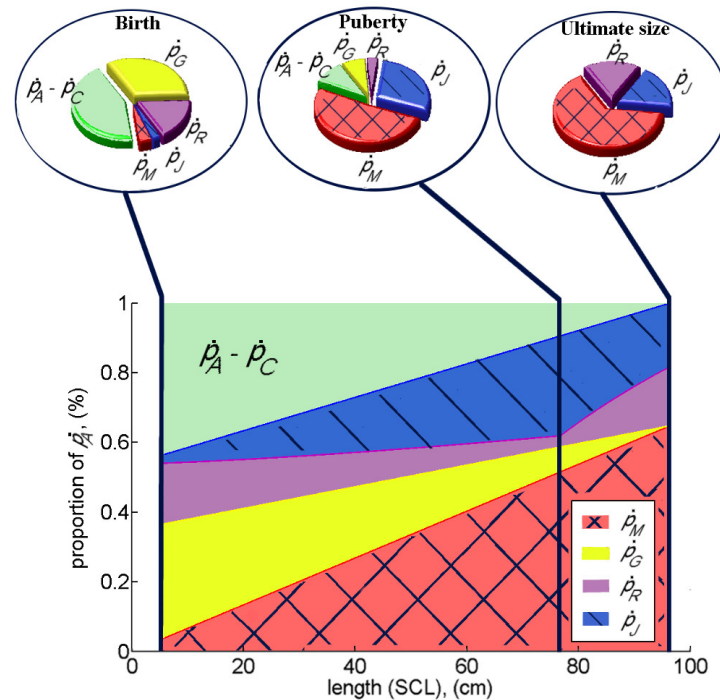 Birth
ṗA - ṗC
ṗG
ṗR
ṗJ
ṗM
Puberty
ṗA - ṗC
ṗG
ṗR
ṗJ
ṗM
Ultimate size
ṗR
ṗJ
ṗM
proportion of ṗA, (%)
1
0.8
0.6
0.4
0.2
0
ṗA - ṗC
ṗM
ṗG
ṗR
ṗJ
0 20 40 60 80 100
length (SCL), (cm)